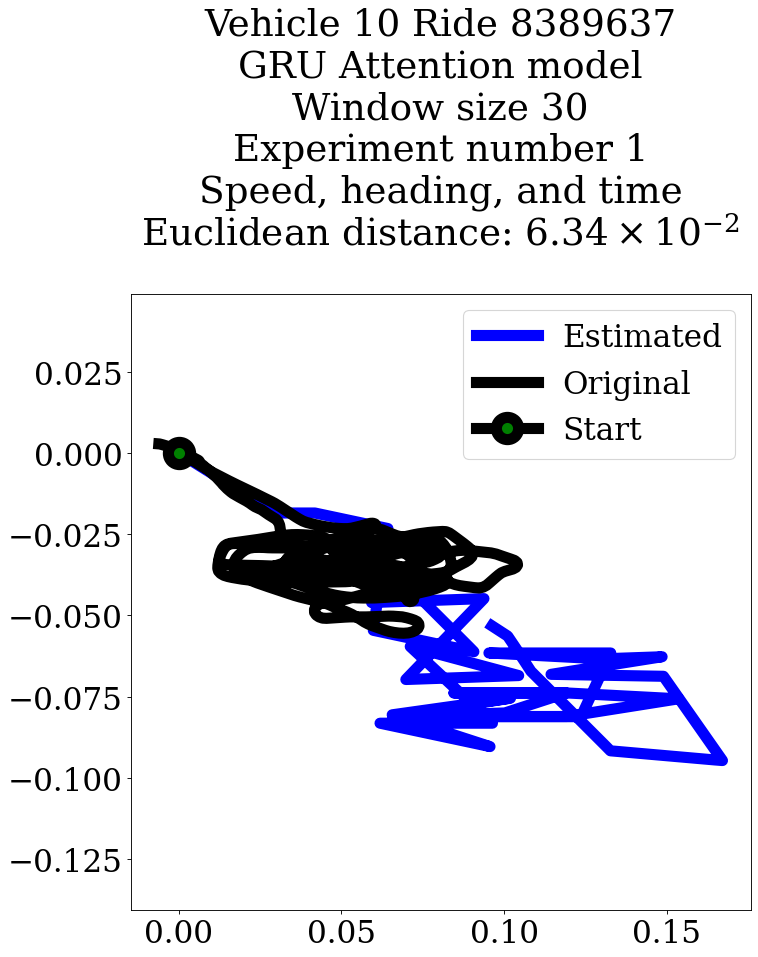 Vehicle 10 Ride 8389637
GRU Attention model
Window size 30
Experiment number 1
Speed, heading, and time
Euclidean distance: 6.34 × 10⁻²
Estimated
Original
Start
0.025
0.000
−0.025
−0.050
−0.075
−0.100
−0.125
0.00 0.05 0.10 0.15